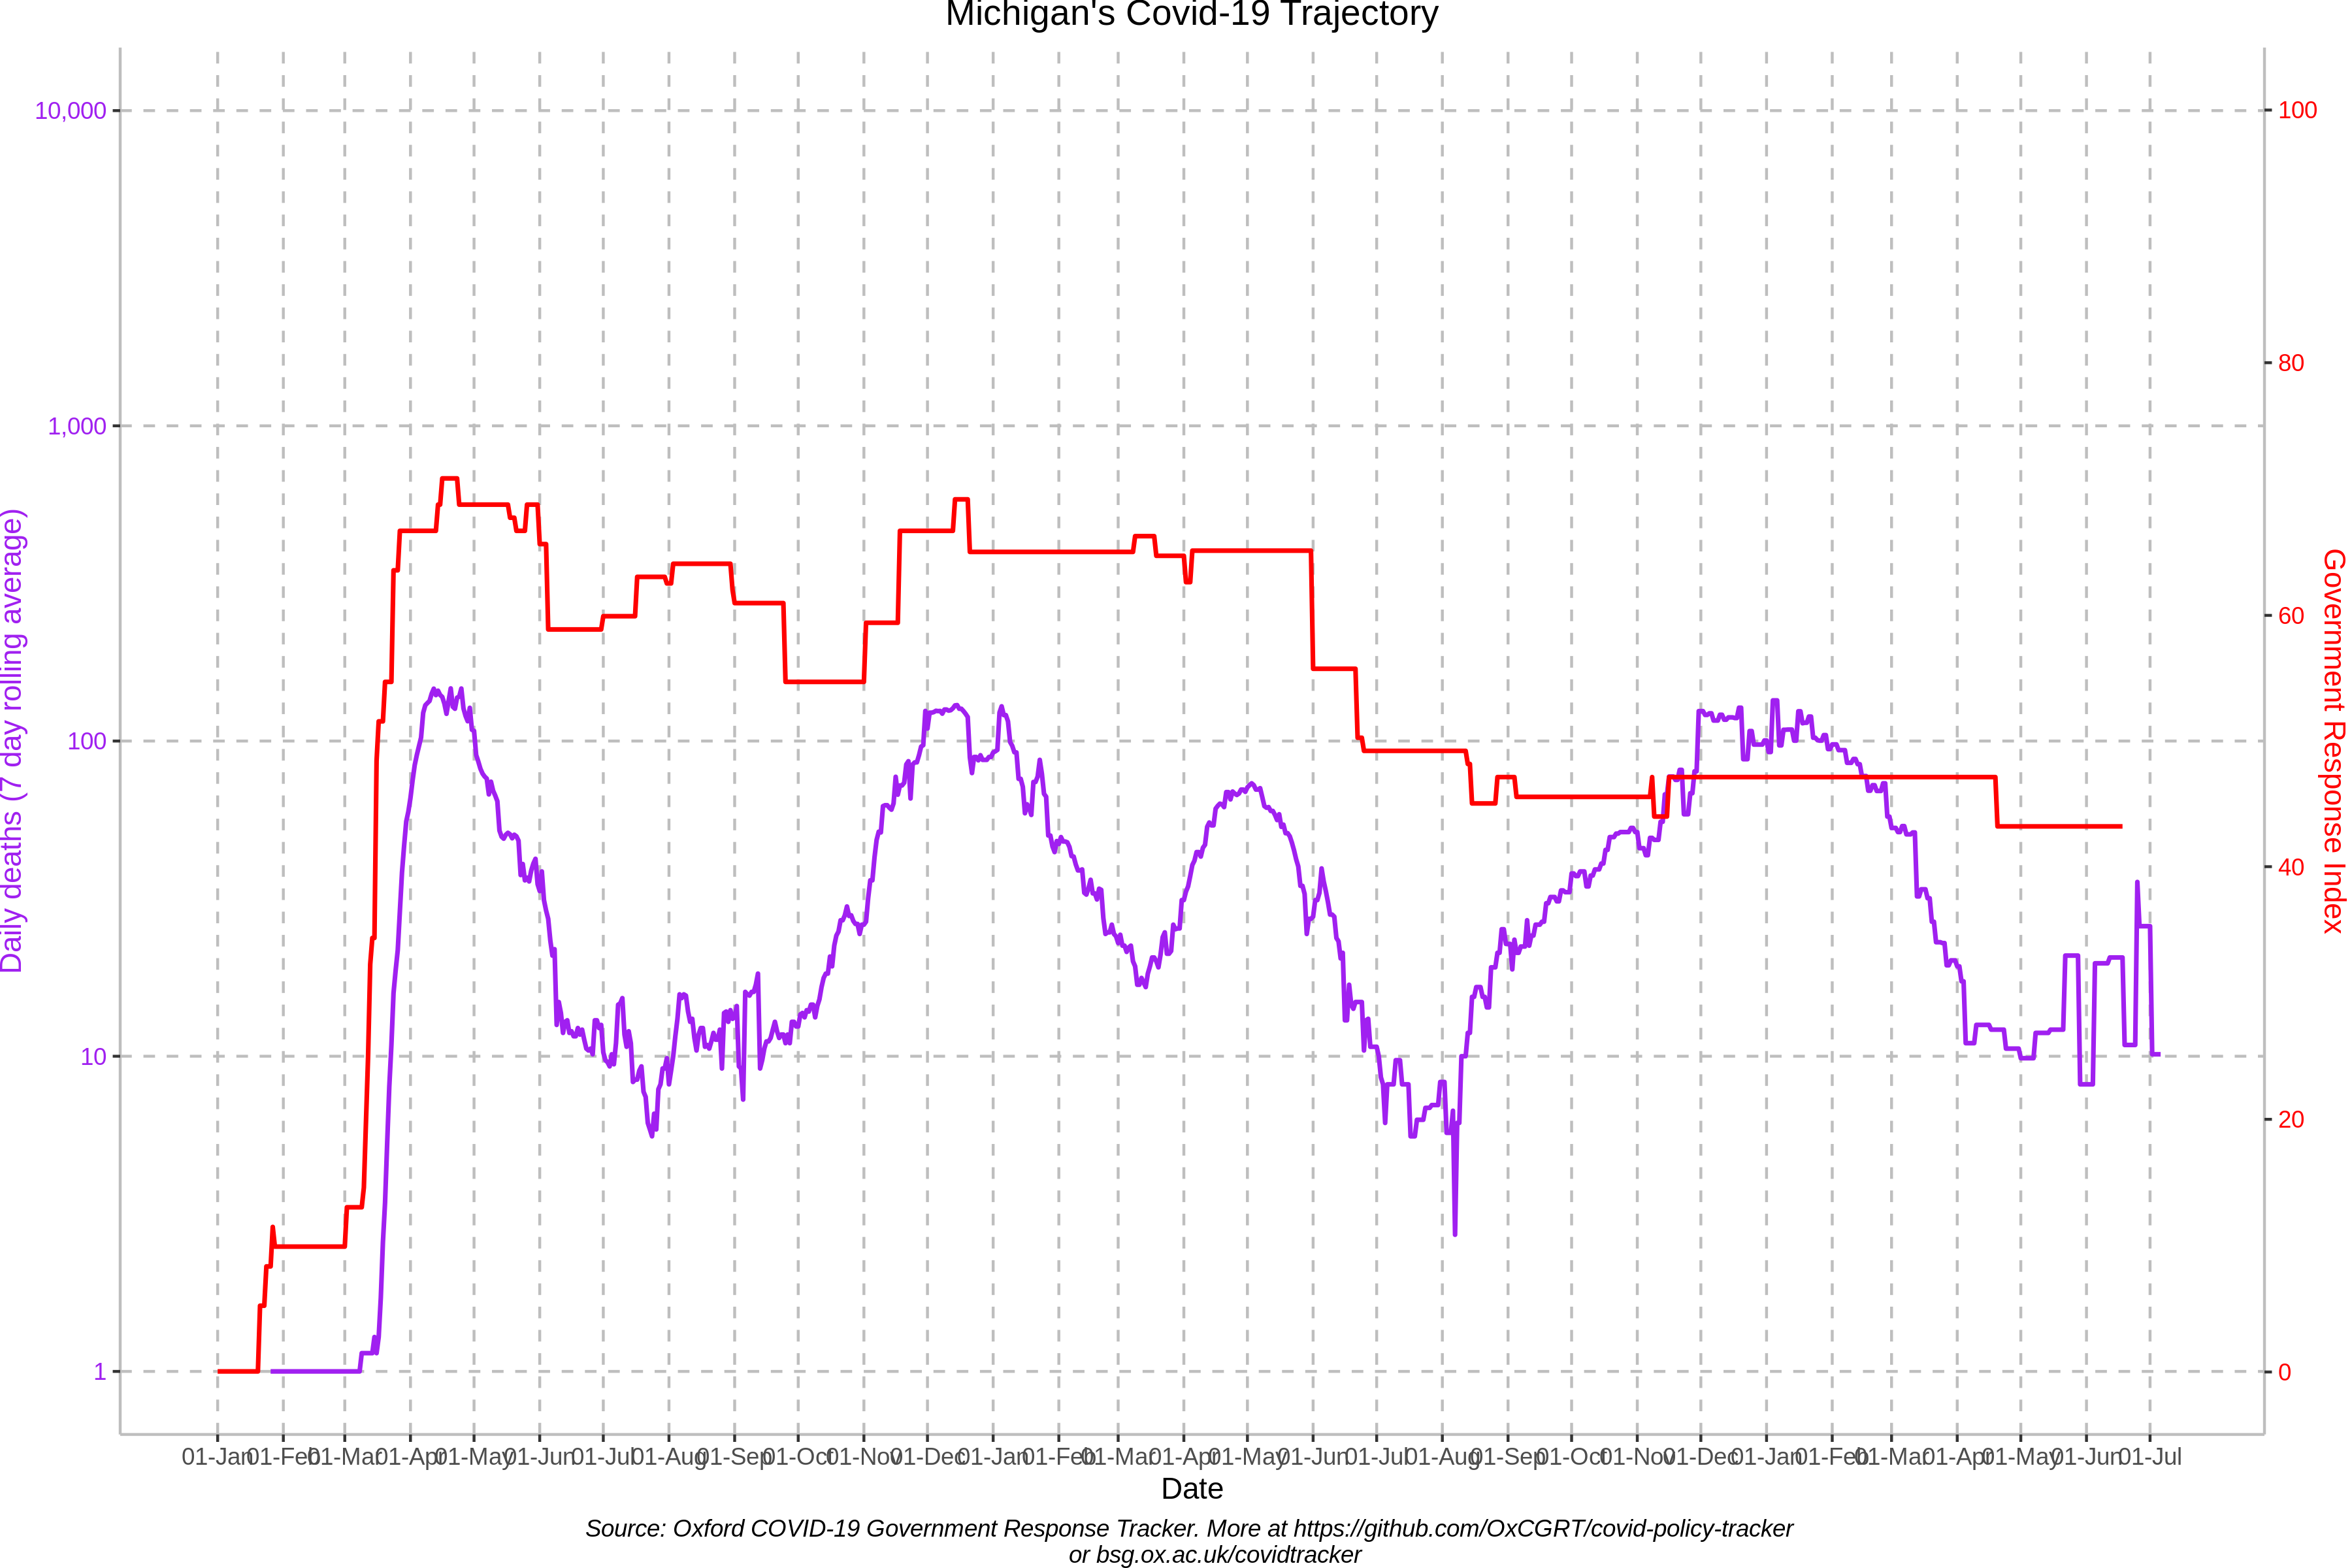 Michigan's Covid-19 Trajectory
10,000
1,000
100
10
1
Daily deaths (7 day rolling average)
100
80
60
40
20
0
Government Response Index
01-Jan 01-Feb 01-Mar 01-Apr 01-May 01-Jun 01-Jul 01-Aug 01-Sep 01-Oct 01-Nov 01-Dec 01-Jan 01-Feb 01-Mar 01-Apr 01-May 01-Jun 01-Jul 01-Aug 01-Sep 01-Oct 01-Nov 01-Dec 01-Jan 01-Feb 01-Mar 01-Apr 01-May 01-Jun 01-Jul
Date
Source: Oxford COVID-19 Government Response Tracker. More at https://github.com/OxCGRT/covid-policy-tracker
or bsg.ox.ac.uk/covidtracker